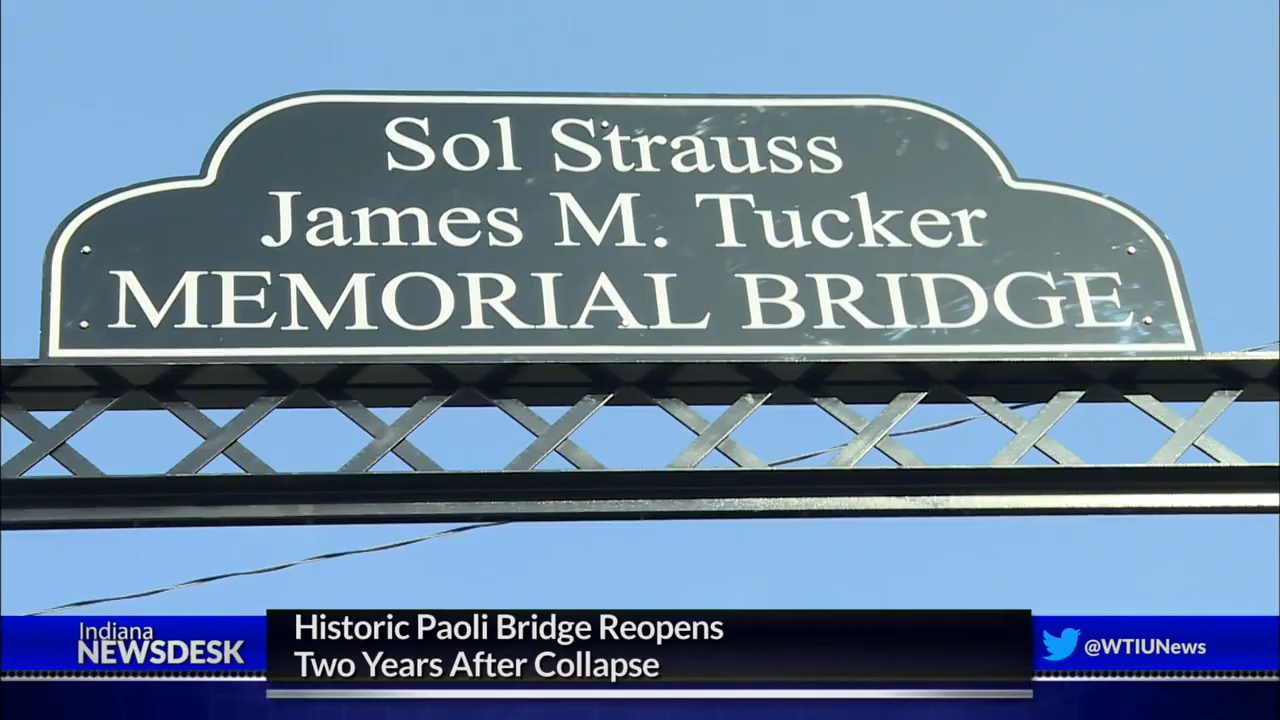 Sol Strauss
James M. Tucker
MEMORIAL BRIDGE
Indiana
NEWSDESK
Historic Paoli Bridge Reopens
Two Years After Collapse
@WTIUNews